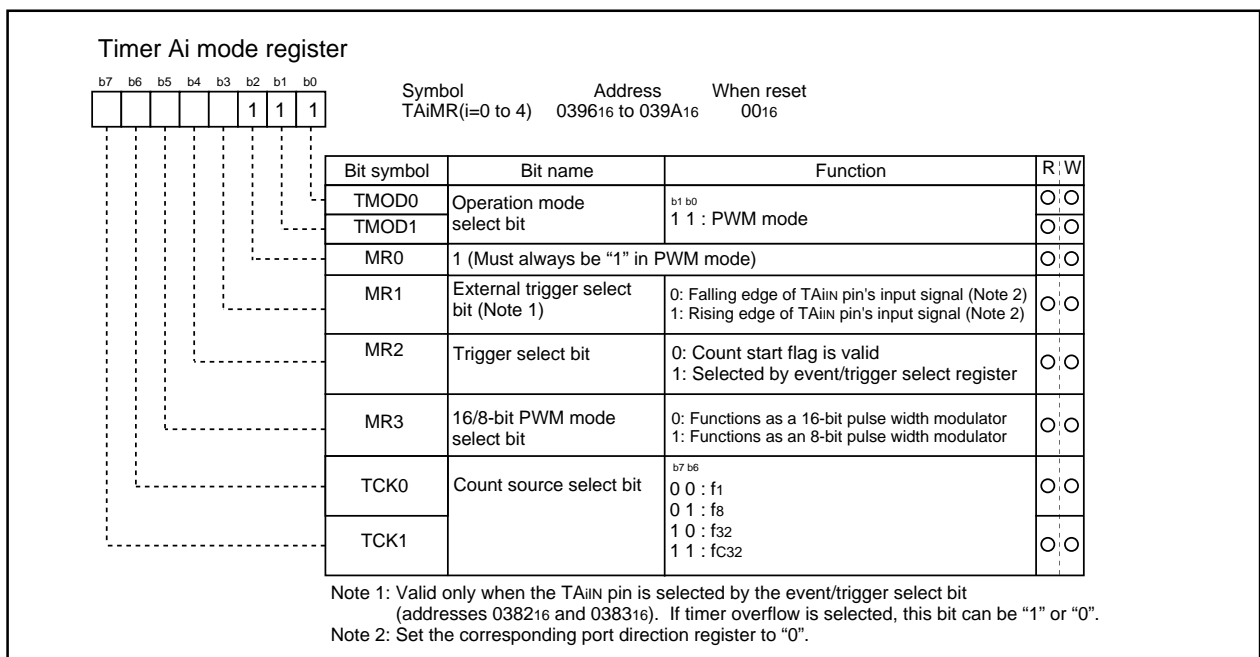 Timer Ai mode register
b7 b6 b5 b4 b3 b2 b1 b0
1 1 1
Symbol Address When reset
TAiMR(i=0 to 4) 039616 to 039A16 0016
Bit symbol Bit name Function R W
TMOD0 Operation mode select bit b1 b0
TMOD1 1 1 : PWM mode
MR0 1 (Must always be “1” in PWM mode)
MR1 External trigger select 0: Falling edge of TAiIN pin’s input signal (Note 2)
bit (Note 1) 1: Rising edge of TAiIN pin’s input signal (Note 2)
MR2 Trigger select bit 0: Count start flag is valid
1: Selected by event/trigger select register
MR3 16/8-bit PWM mode 0: Functions as a 16-bit pulse width modulator
select bit 1: Functions as an 8-bit pulse width modulator
b7 b6
TCK0 Count source select bit 0 0 : f1
0 1 : f8
TCK1 1 0 : f32
1 1 : fC32
Note 1: Valid only when the TAiIN pin is selected by the event/trigger select bit
(addresses 038216 and 038316). If timer overflow is selected, this bit can be “1” or “0”.
Note 2: Set the corresponding port direction register to “0”.